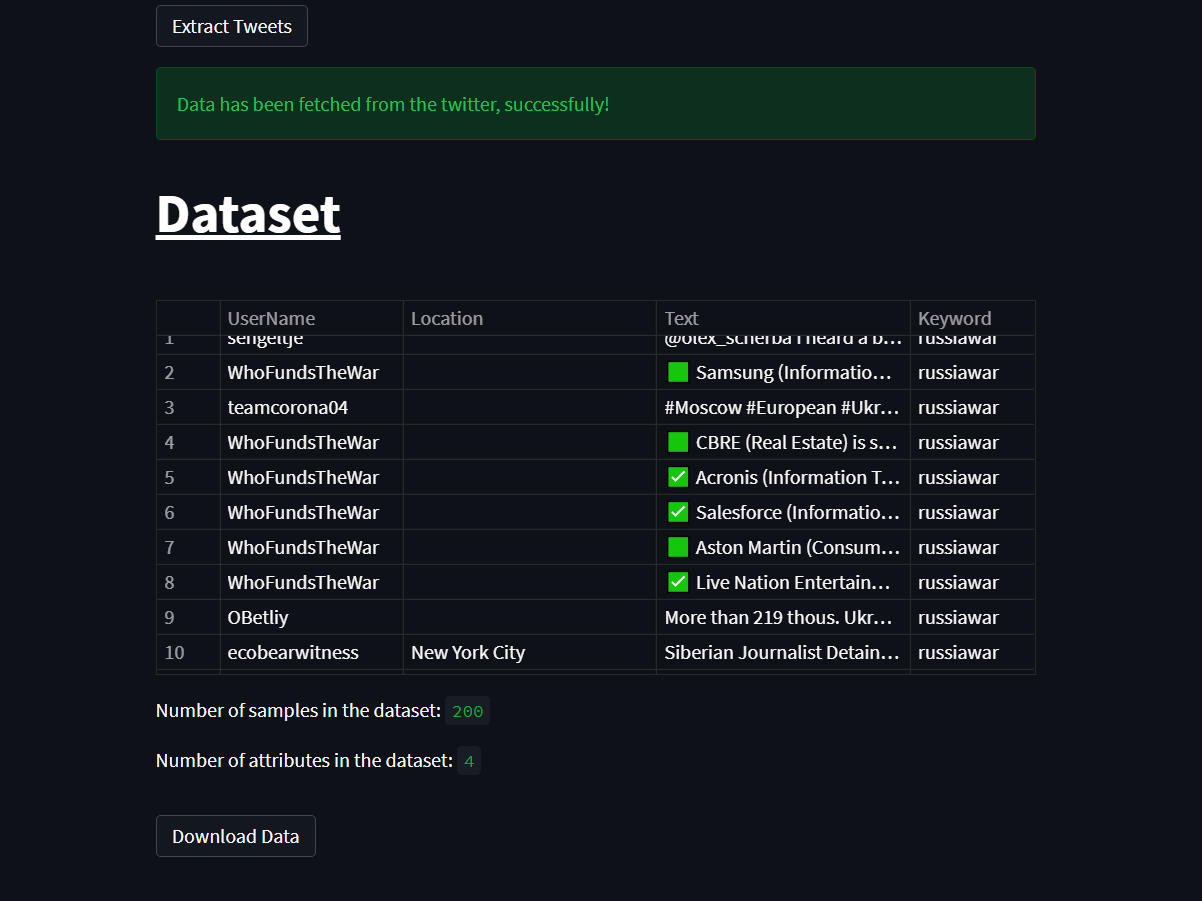 Extract Tweets
Data has been fetched from the twitter, successfully!
Dataset
UserName Location Text Keyword
1 sengeltje @olex_scherba I heard a b... russiawar
2 WhoFundsTheWar 🟩 Samsung (Informatio... russiawar
3 teamcorona04 #Moscow #European #Ukr... russiawar
4 WhoFundsTheWar 🟩 CBRE (Real Estate) is s... russiawar
5 WhoFundsTheWar ✅ Acronis (Information T... russiawar
6 WhoFundsTheWar ✅ Salesforce (Informatio... russiawar
7 WhoFundsTheWar 🟩 Aston Martin (Consum... russiawar
8 WhoFundsTheWar ✅ Live Nation Entertain... russiawar
9 OBetliy More than 219 thous. Ukr... russiawar
10 ecobearwitness New York City Siberian Journalist Detain... russiawar
Number of samples in the dataset: 200
Number of attributes in the dataset: 4
Download Data